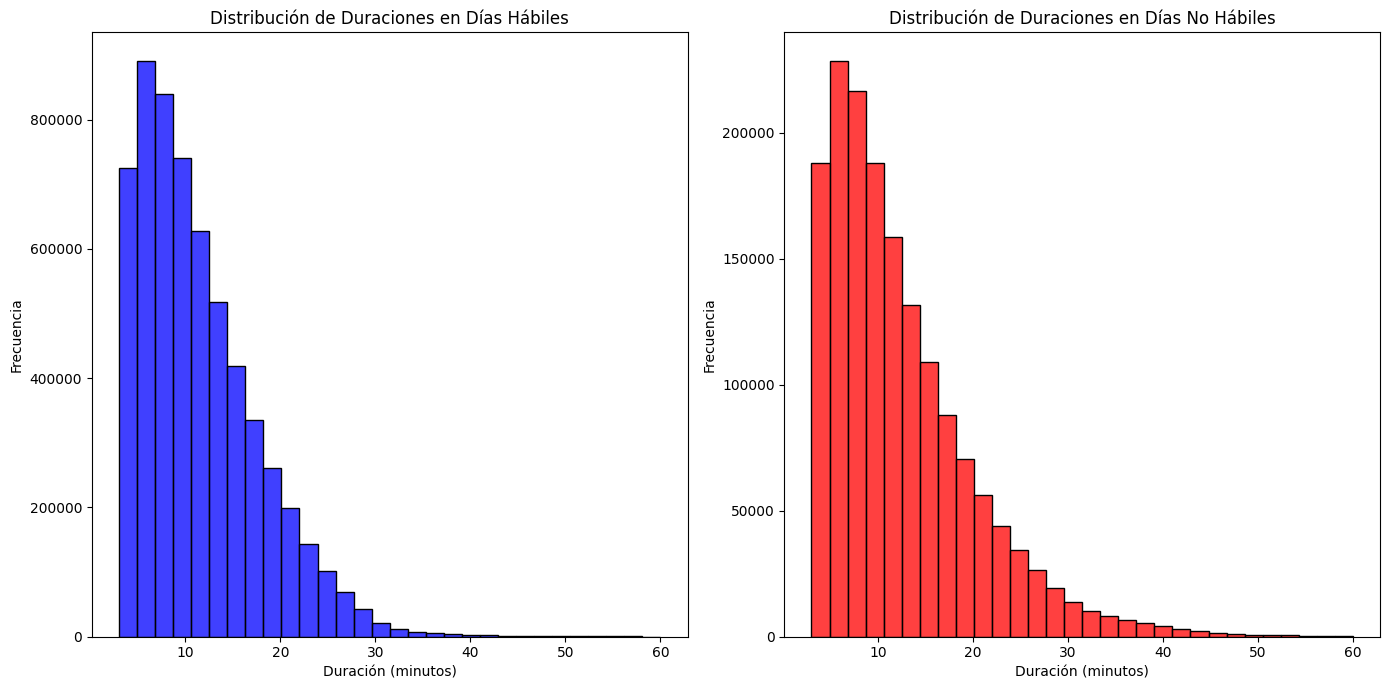 Distribución de Duraciones en Días Hábiles
Frecuencia
800000
600000
400000
200000
0
10 20 30 40 50 60
Duración (minutos)
Distribución de Duraciones en Días No Hábiles
Frecuencia
200000
150000
100000
50000
0
10 20 30 40 50 60
Duración (minutos)